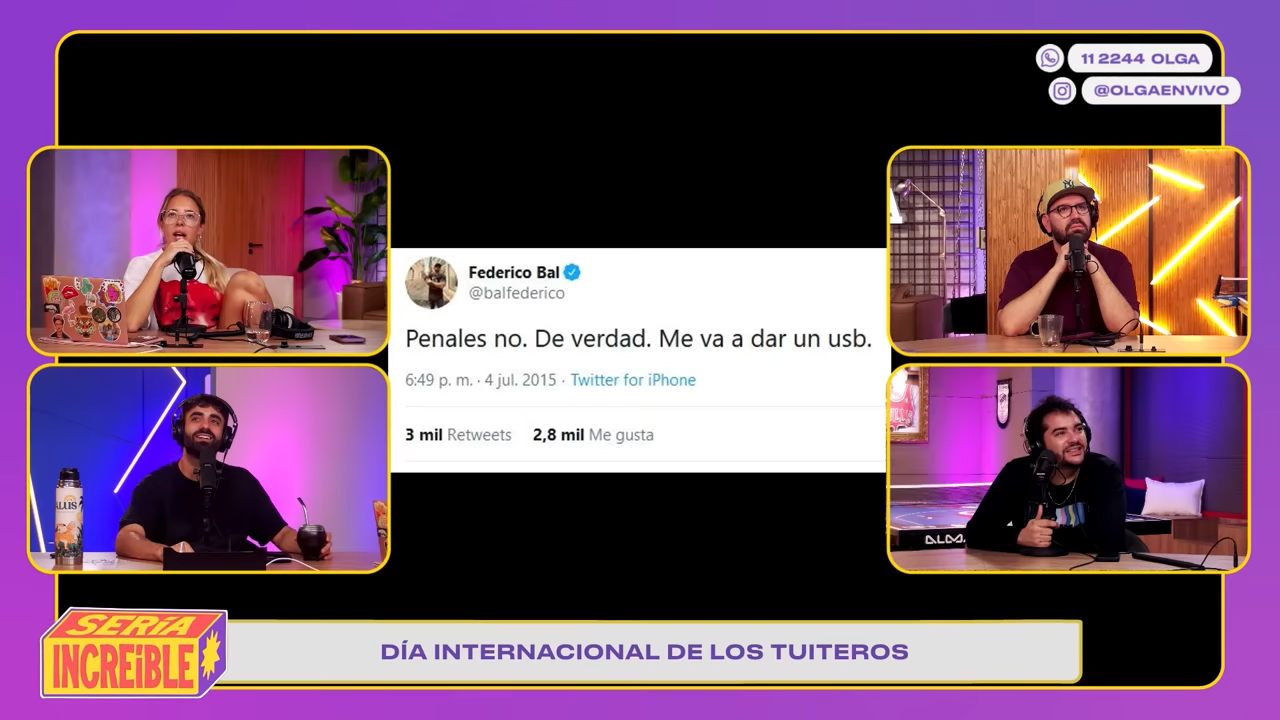 11 2244 OLGA
@OLGAENVIVO
Federico Bal
@balfederico
Penales no. De verdad. Me va a dar un usb.
6:49 p. m. · 4 jul. 2015 · Twitter for iPhone
3 mil Retweets 2,8 mil Me gusta
SERÍA
INCREÍBLE
DÍA INTERNACIONAL DE LOS TUITEROS